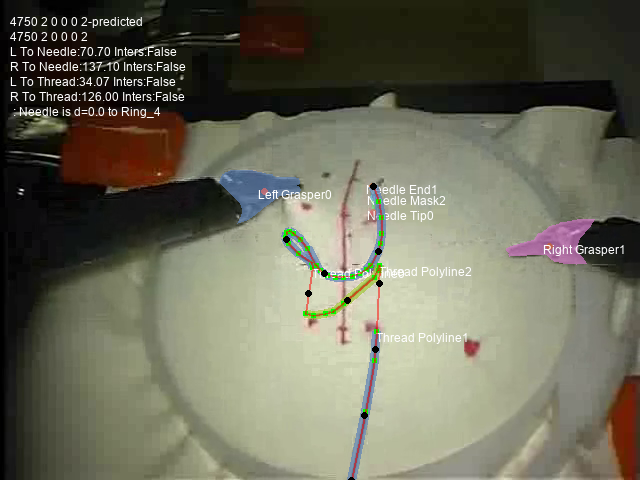 4750 2 0 0 0 2-predicted
4750 2 0 0 0 2
L To Needle:70.70 Inters:False
R To Needle:137.10 Inters:False
L To Thread:34.07 Inters:False
R To Thread:126.00 Inters:False
: Needle is d=0.0 to Ring_4
Needle End1
Left Grasper0
Needle Mask2
Needle Tip0
Right Grasper1
Thread
Thread Polyline2
Thread Polyline1